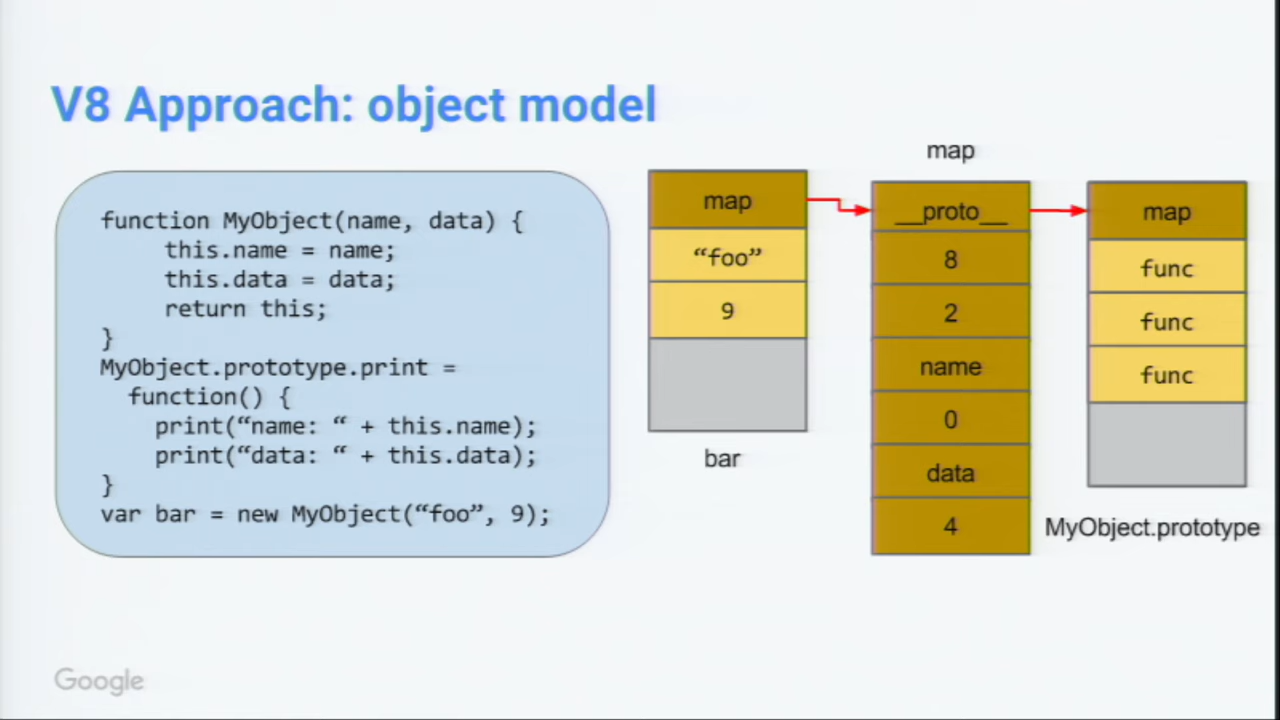 V8 Approach: object model
function MyObject(name, data) {
this.name = name;
this.data = data;
return this;
}
MyObject.prototype.print =
function() {
print(“name: “ + this.name);
print(“data: “ + this.data);
}
var bar = new MyObject(“foo”, 9);
map
“foo”
9
bar
map
__proto__
8
2
name
0
data
4
map
func
func
func
MyObject.prototype
Google